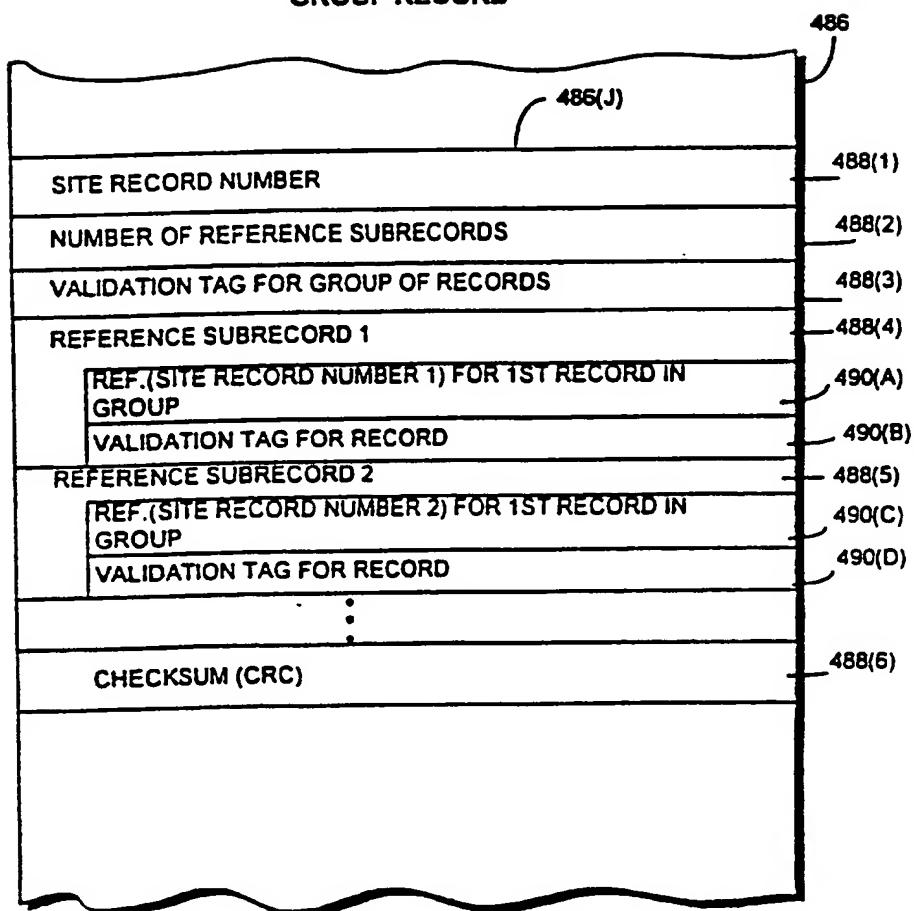 GROUP RECORD
486
486(J)
SITE RECORD NUMBER 488(1)
NUMBER OF REFERENCE SUBRECORDS 488(2)
VALIDATION TAG FOR GROUP OF RECORDS 488(3)
REFERENCE SUBRECORD 1 488(4)
REF.(SITE RECORD NUMBER 1) FOR 1ST RECORD IN
GROUP 490(A)
VALIDATION TAG FOR RECORD 490(B)
REFERENCE SUBRECORD 2 488(5)
REF.(SITE RECORD NUMBER 2) FOR 1ST RECORD IN
GROUP 490(C)
VALIDATION TAG FOR RECORD 490(D)
CHECKSUM (CRC) 488(6)